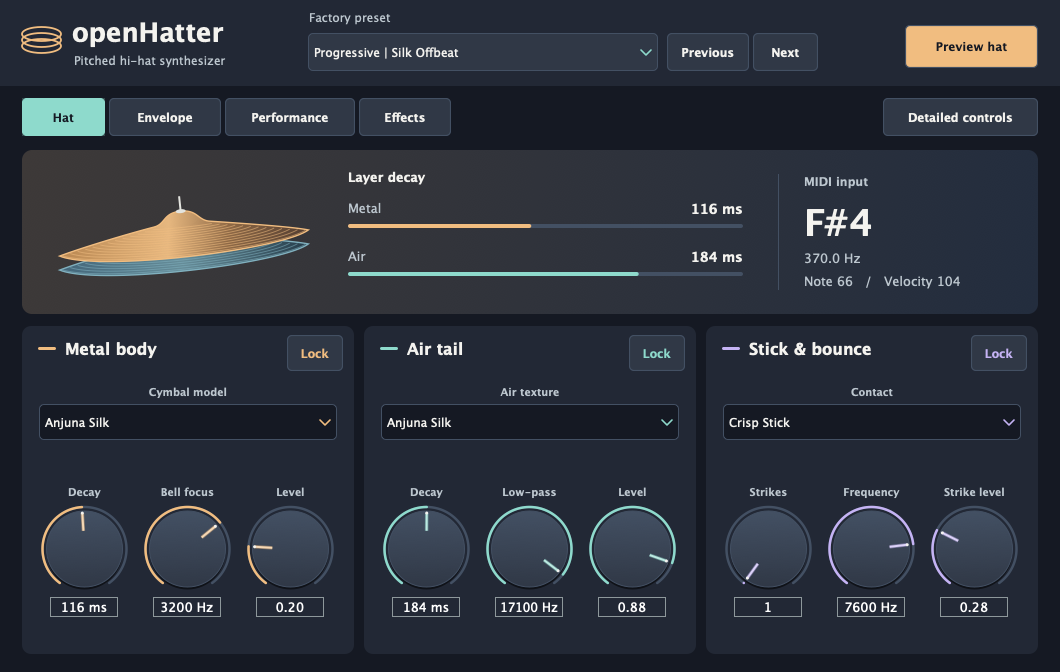 openHatter
Pitched hi-hat synthesizer
Factory preset
Progressive | Silk Offbeat
Previous
Next
Preview hat
Hat
Envelope
Performance
Effects
Detailed controls
Layer decay
Metal
116 ms
Air
184 ms
MIDI input
F#4
370.0 Hz
Note 66 / Velocity 104
Metal body
Lock
Cymbal model
Anjuna Silk
Decay
Bell focus
Level
116 ms
3200 Hz
0.20
Air tail
Lock
Air texture
Anjuna Silk
Decay
Low-pass
Level
184 ms
17100 Hz
0.88
Stick & bounce
Lock
Contact
Crisp Stick
Strikes
Frequency
Strike level
1
7600 Hz
0.28